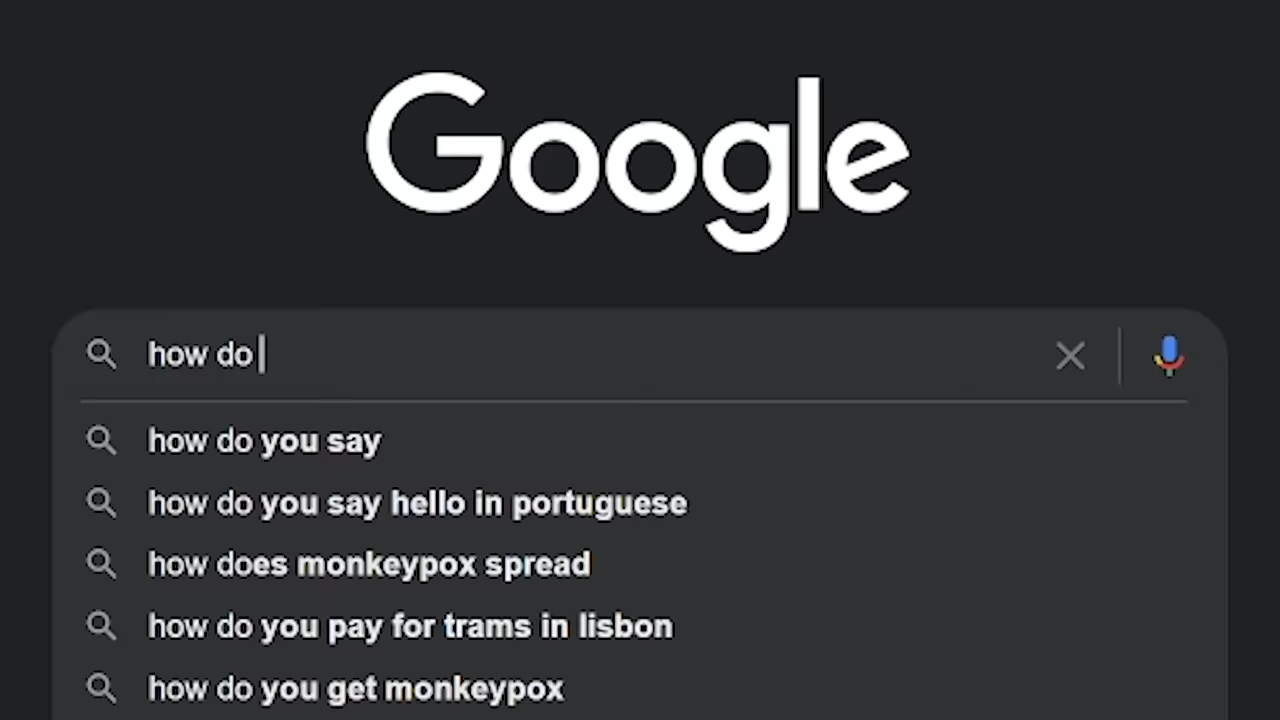 Google
how do
how do you say
how do you say hello in portuguese
how does monkeypox spread
how do you pay for trams in lisbon
how do you get monkeypox